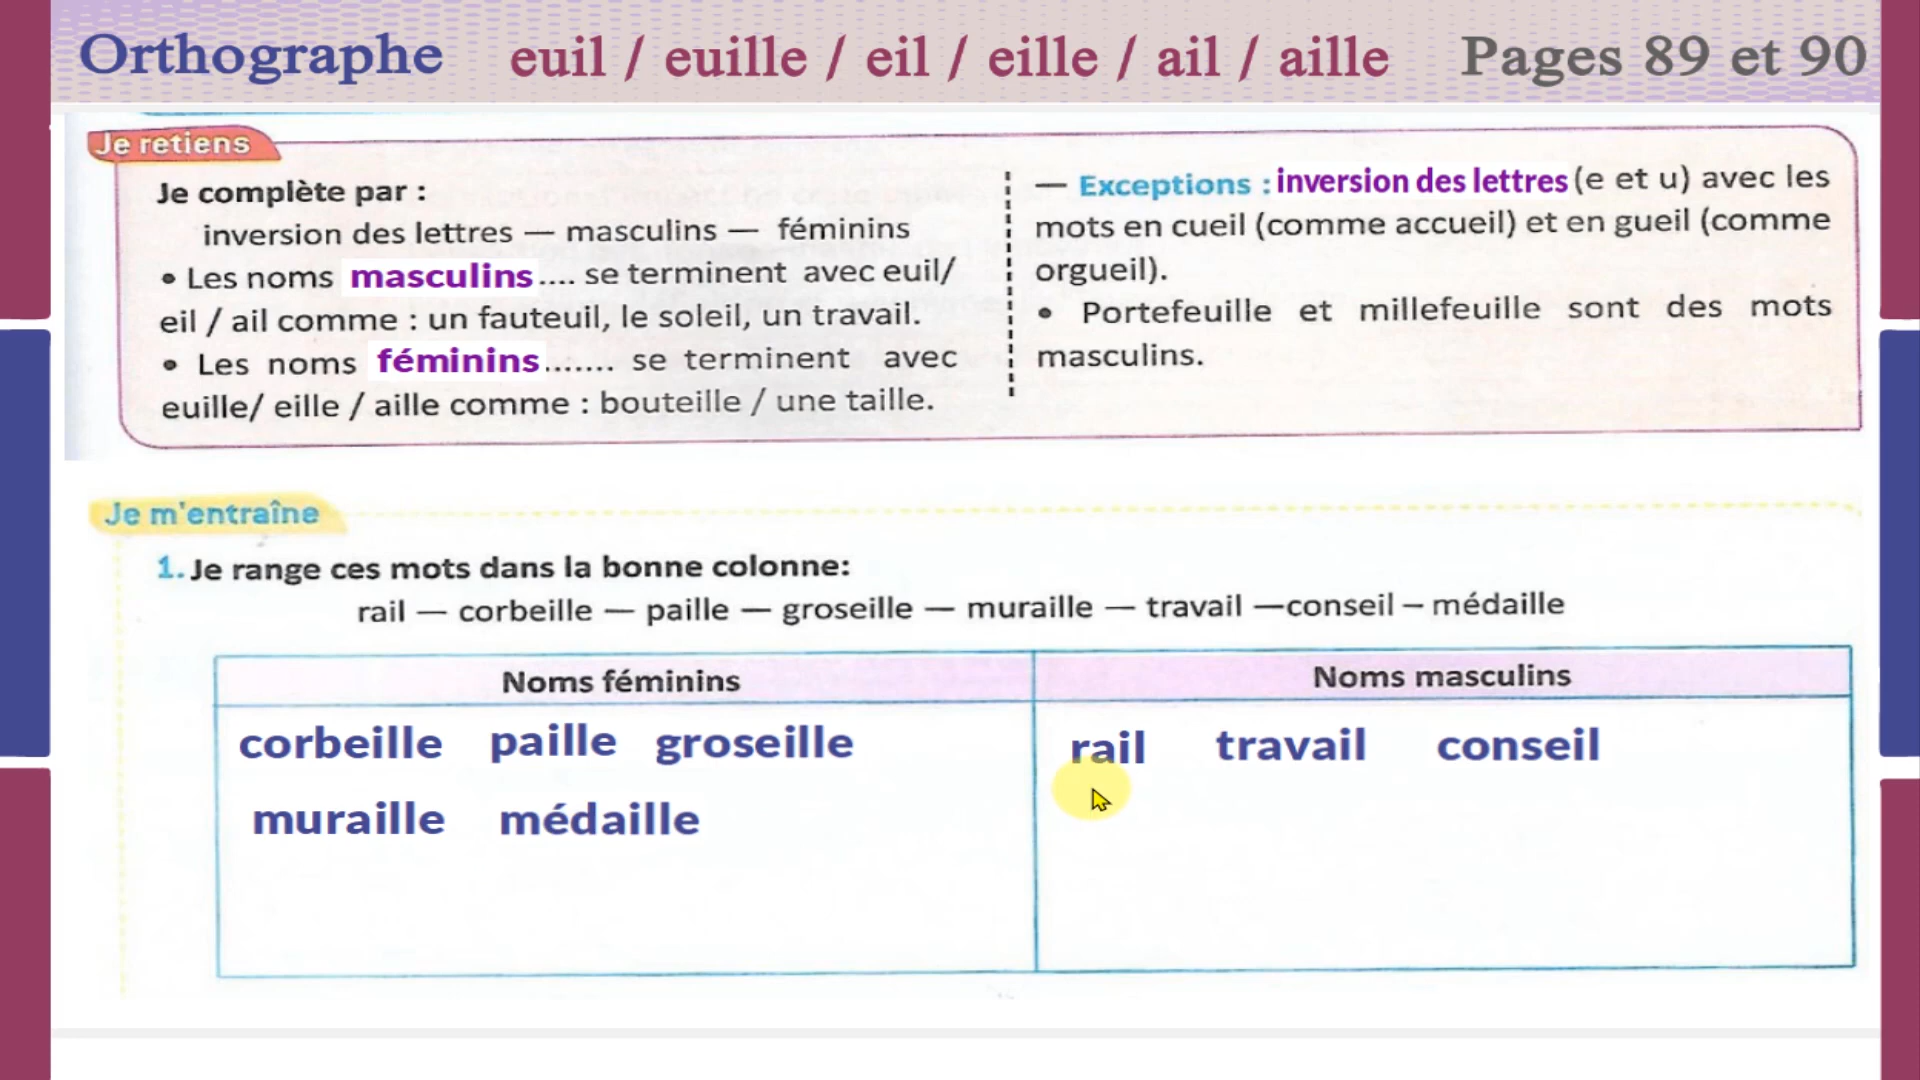 Orthographe euil / euille / eil / eille / ail / aille Pages 89 et 90
Je retiens
Je complète par :
inversion des lettres — masculins — féminins
• Les noms masculins .... se terminent avec euil/
eil / ail comme : un fauteuil, le soleil, un travail.
• Les noms féminins ....... se terminent avec
euille/ eille / aille comme : bouteille / une taille.
— Exceptions : inversion des lettres (e et u) avec les
mots en cueil (comme accueil) et en gueil (comme
orgueil).
• Portefeuille et millefeuille sont des mots
masculins.
Je m'entraîne
1. Je range ces mots dans la bonne colonne:
rail — corbeille — paille — groseille — muraille — travail —conseil – médaille
Noms féminins Noms masculins
corbeille paille groseille rail travail conseil
muraille médaille